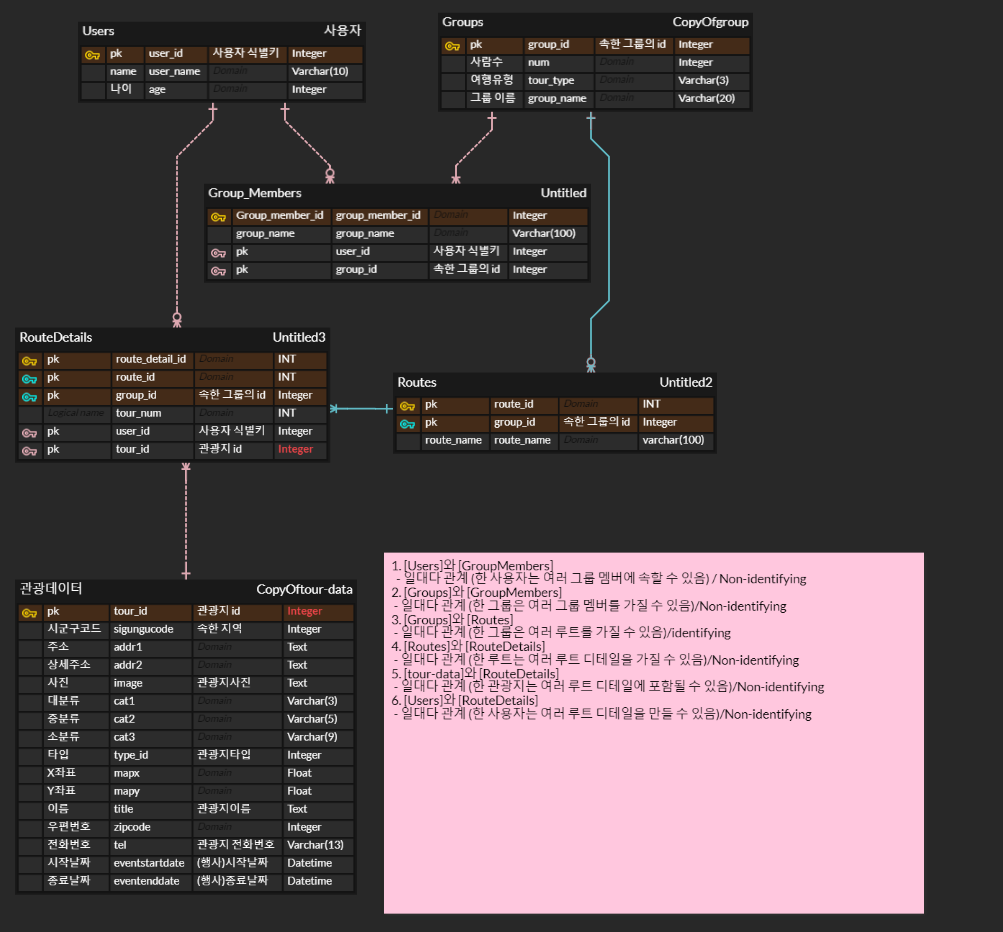 Users 사용자
pk user_id 사용자 식별키 Integer
name user_name Domain Varchar(10)
나이 age Domain Integer
Groups CopyOfgroup
pk group_id 속한 그룹의 id Integer
사람수 num Domain Integer
여행유형 tour_type Domain Varchar(3)
그룹 이름 group_name Domain Varchar(20)
Group_Members Untitled
Group_member_id group_member_id Domain Integer
group_name group_name Domain Varchar(100)
pk user_id 사용자 식별키 Integer
pk group_id 속한 그룹의 id Integer
RouteDetails Untitled3
pk route_detail_id Domain INT
pk route_id Domain INT
pk group_id 속한 그룹의 id Integer
Logical name tour_num Domain INT
pk user_id 사용자 식별키 Integer
pk tour_id 관광지 id Integer
Routes Untitled2
pk route_id Domain INT
pk group_id 속한 그룹의 id Integer
route_name route_name Domain varchar(100)
관광데이터 CopyOftour-data
pk tour_id 관광지 id Integer
시군구코드 sigungucode 속한 지역 Integer
주소 addr1 Domain Text
상세주소 addr2 Domain Text
사진 image 관광지사진 Text
대분류 cat1 Domain Varchar(3)
중분류 cat2 Domain Varchar(5)
소분류 cat3 Domain Varchar(9)
타입 type_id 관광지타입 Integer
X좌표 mapx Domain Float
Y좌표 mapy Domain Float
이름 title 관광지이름 Text
우편번호 zipcode Domain Integer
전화번호 tel 관광지 전화번호 Varchar(13)
시작날짜 eventstartdate (행사)시작날짜 Datetime
종료날짜 eventenddate (행사)종료날짜 Datetime
1. [Users]와 [GroupMembers]
- 일대다 관계 (한 사용자는 여러 그룹 멤버에 속할 수 있음) / Non-identifying
2. [Groups]와 [GroupMembers]
- 일대다 관계 (한 그룹은 여러 그룹 멤버를 가질 수 있음)/Non-identifying
3. [Groups]와 [Routes]
- 일대다 관계 (한 그룹은 여러 루트를 가질 수 있음)/identifying
4. [Routes]와 [RouteDetails]
- 일대다 관계 (한 루트는 여러 루트 디테일을 가질 수 있음)/Non-identifying
5. [tour-data]와 [RouteDetails]
- 일대다 관계 (한 관광지는 여러 루트 디테일에 포함될 수 있음)/Non-identifying
6. [Users]와 [RouteDetails]
- 일대다 관계 (한 사용자는 여러 루트 디테일을 만들 수 있음)/Non-identifying